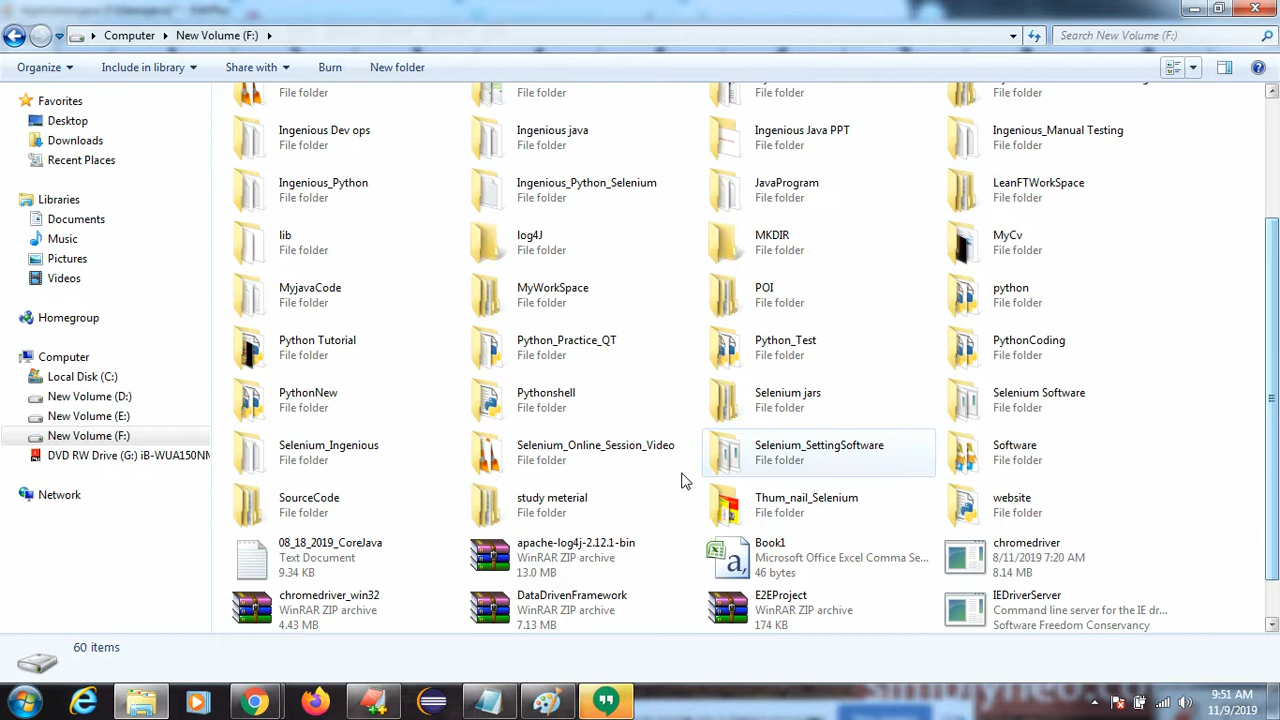 Computer
New Volume (F:)
Search New Volume (F:)
Organize
Include in library
Share with
Burn
New folder
Favorites
Desktop
Downloads
Recent Places
Libraries
Documents
Music
Pictures
Videos
Homegroup
Computer
Local Disk (C:)
New Volume (D:)
New Volume (E:)
New Volume (F:)
DVD RW Drive (G:) iB-WUA150NM
Network
File folder
File folder
File folder
File folder
Ingenious Dev ops
File folder
Ingenious java
File folder
Ingenious Java PPT
File folder
Ingenious_Manual Testing
File folder
Ingenious_Python
File folder
Ingenious_Python_Selenium
File folder
JavaProgram
File folder
LeanFTWorkSpace
File folder
lib
File folder
log4J
File folder
MKDIR
File folder
MyCv
File folder
MyjavaCode
File folder
MyWorkSpace
File folder
POI
File folder
python
File folder
Python Tutorial
File folder
Python_Practice_QT
File folder
Python_Test
File folder
PythonCoding
File folder
PythonNew
File folder
Pythonshell
File folder
Selenium jars
File folder
Selenium Software
File folder
Selenium_Ingenious
File folder
Selenium_Online_Session_Video
File folder
Selenium_SettingSoftware
File folder
Software
File folder
SourceCode
File folder
study meterial
File folder
Thum_nail_Selenium
File folder
website
File folder
08_18_2019_CoreJava
Text Document
9.34 KB
apache-log4j-2.12.1-bin
WinRAR ZIP archive
13.0 MB
Book1
Microsoft Office Excel Comma Se...
46 bytes
chromedriver
8/11/2019 7:20 AM
8.14 MB
chromedriver_win32
WinRAR ZIP archive
4.43 MB
DataDrivenFramework
WinRAR ZIP archive
7.13 MB
E2EProject
WinRAR ZIP archive
174 KB
IEDriverServer
Command line server for the IE dr...
Software Freedom Conservancy
60 items
9:51 AM
11/9/2019